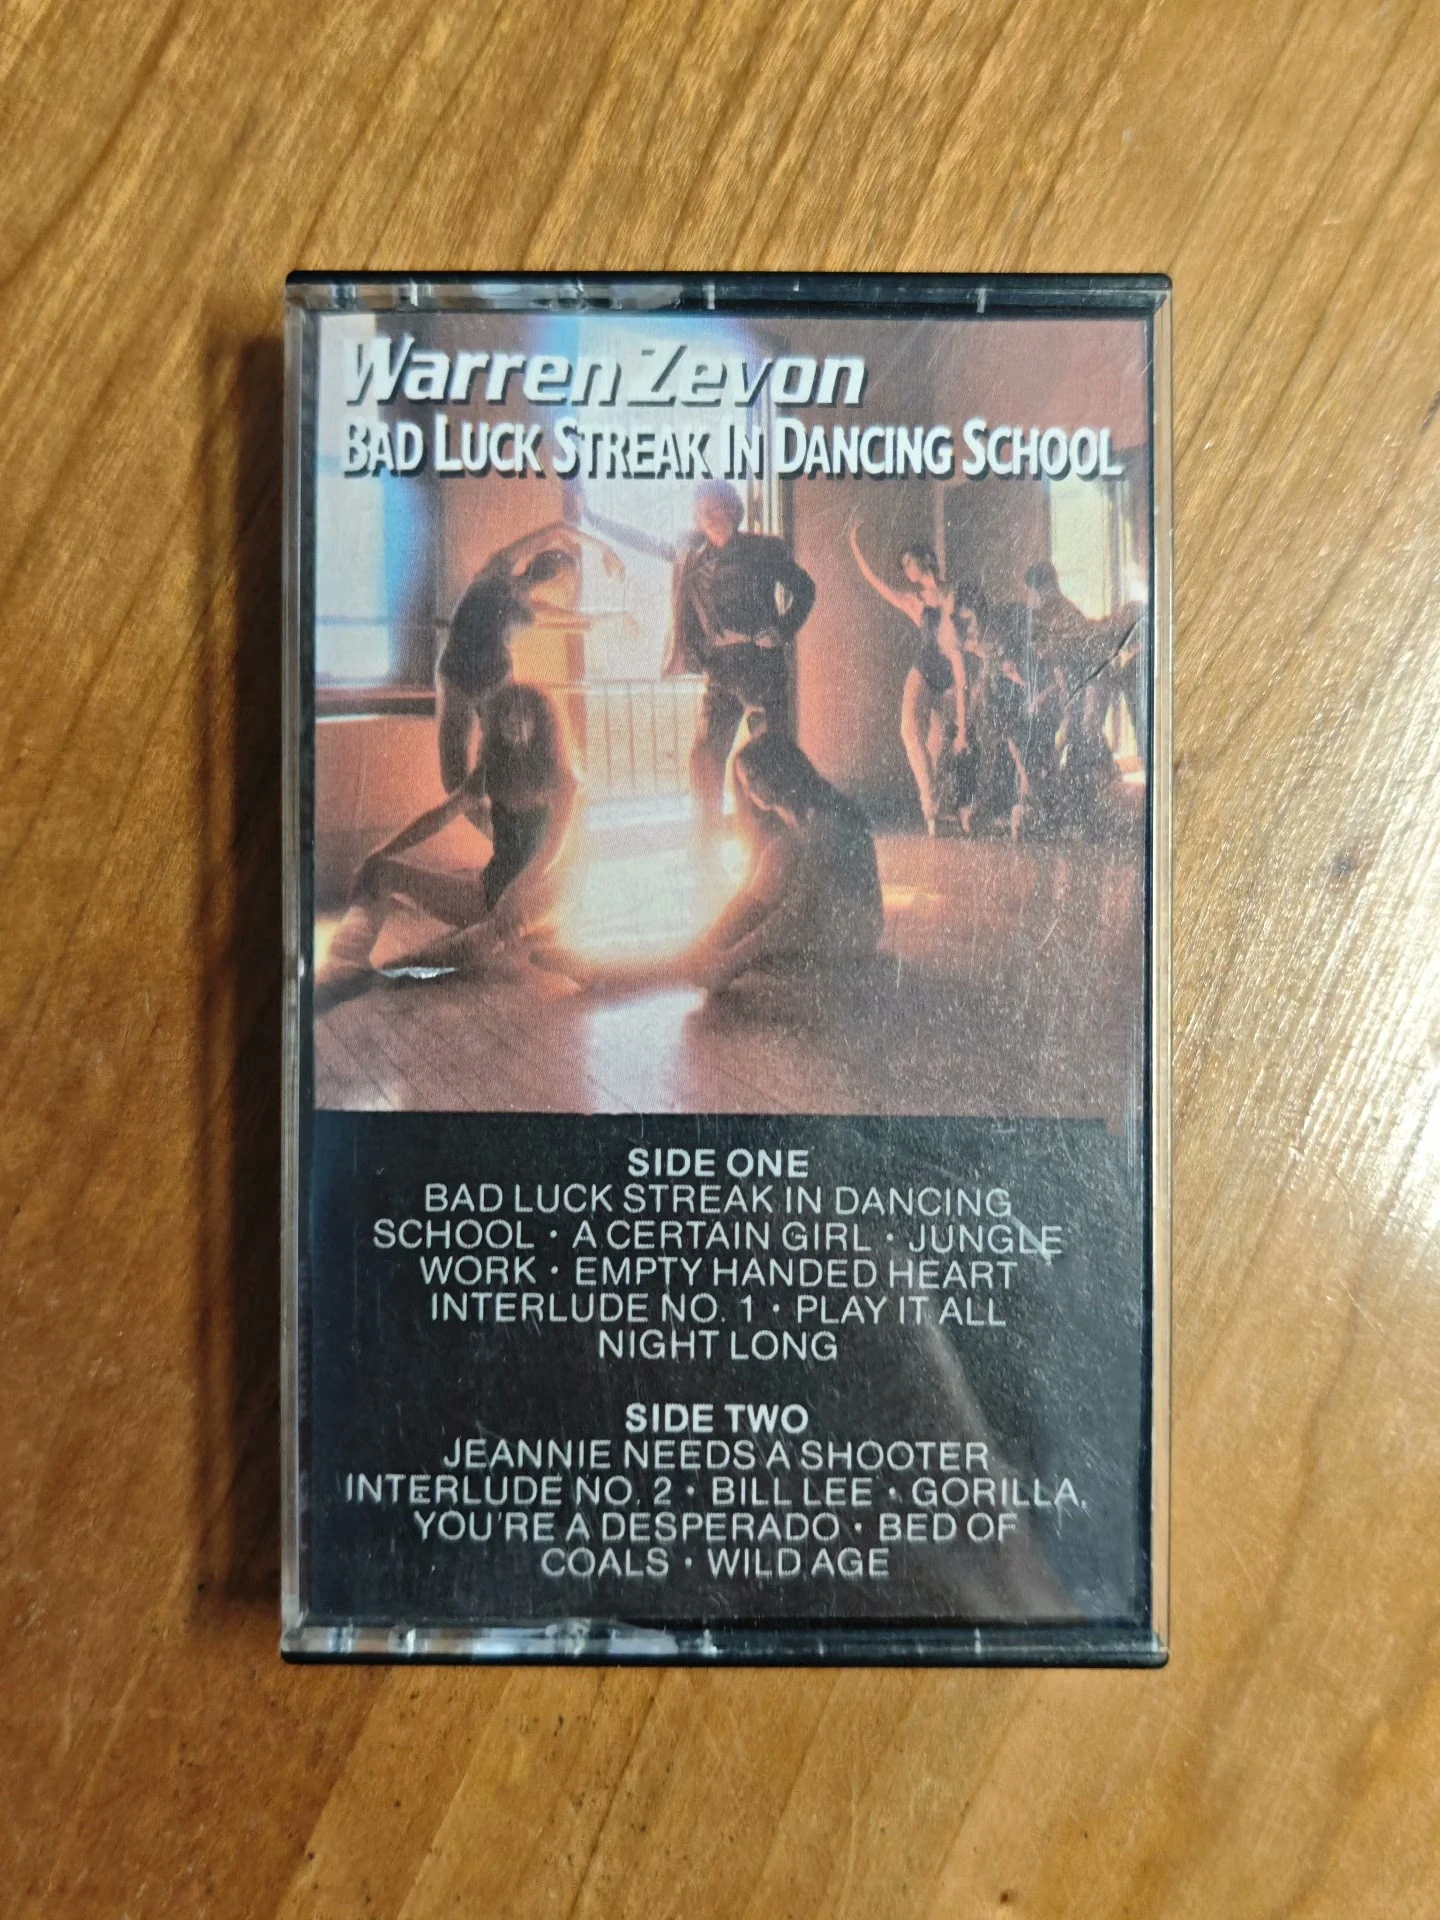 Warren Zevon
BAD LUCK STREAK IN DANCING SCHOOL
SIDE ONE
BAD LUCK STREAK IN DANCING
SCHOOL • A CERTAIN GIRL • JUNGLE
WORK • EMPTY HANDED HEART
INTERLUDE NO. 1 • PLAY IT ALL
NIGHT LONG
SIDE TWO
JEANNIE NEEDS A SHOOTER
INTERLUDE NO. 2 • BILL LEE • GORILLA,
YOU'RE A DESPERADO • BED OF
COALS • WILD AGE